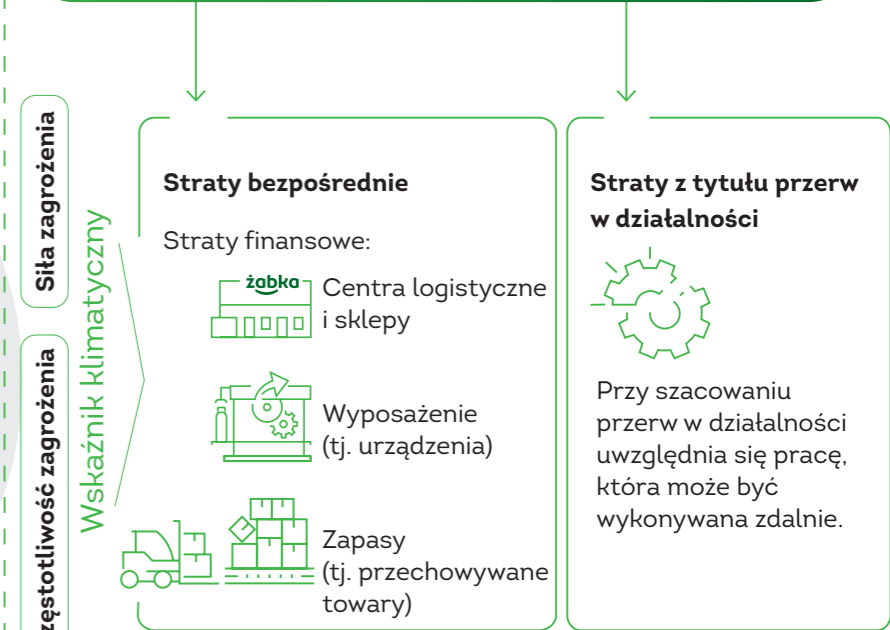 Siła zagrożenia
zęstotliwość zagrożenia
Wskaźnik klimatyczny
Straty bezpośrednie
Straty finansowe:
żabka
Centra logistyczne
i sklepy
Wyposażenie
(tj. urządzenia)
Zapasy
(tj. przechowywane
towary)
Straty z tytułu przerw
w działalności
Przy szacowaniu
przerw w działalności
uwzględnia się pracę,
która może być
wykonywana zdalnie.